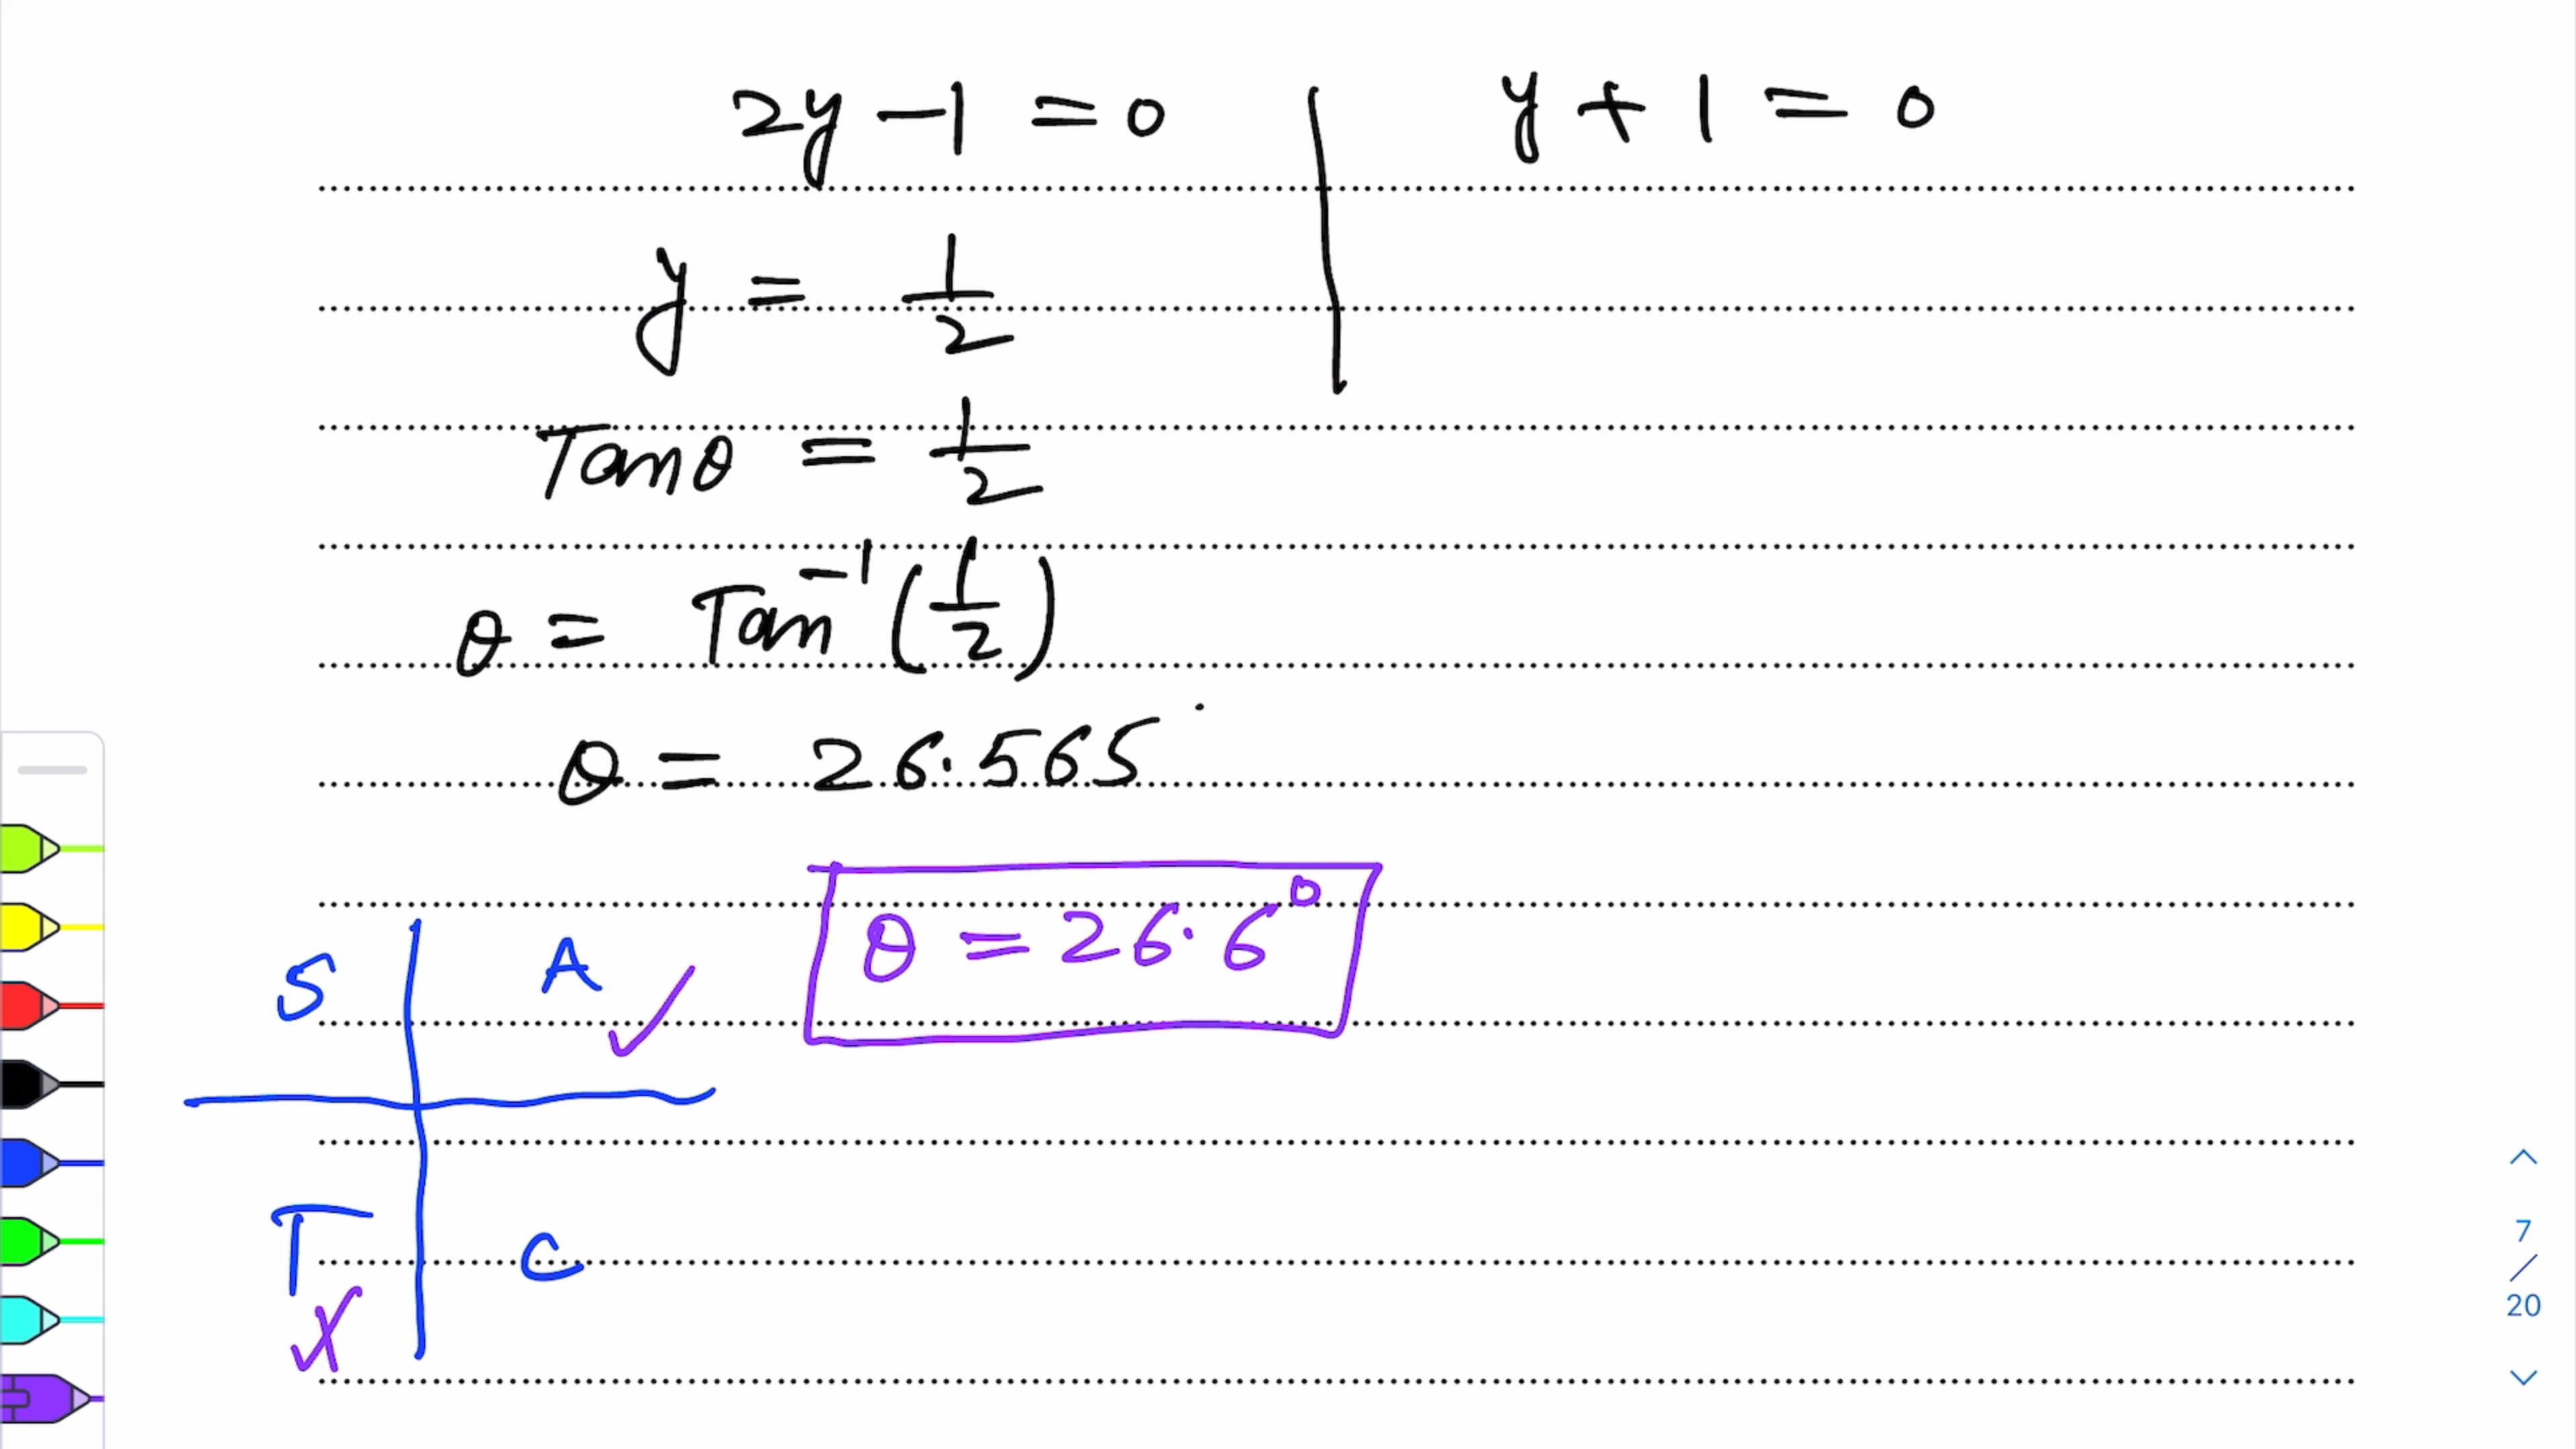 2y - 1 = 0 | y + 1 = 0
y = 1/2
Tanθ = 1/2
θ = Tan⁻¹(1/2)
θ = 26.565
θ = 26.6°
S A
T C
7
/
20